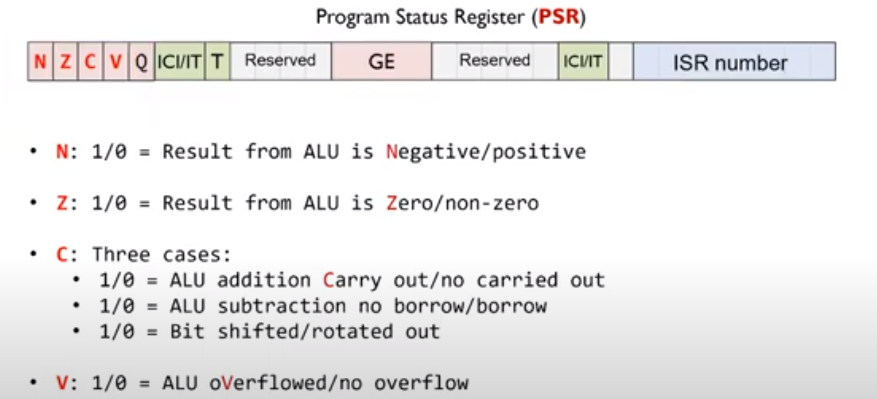 Program Status Register (PSR)
N Z C V Q ICI/IT T Reserved GE Reserved ICI/IT ISR number
• N: 1/0 = Result from ALU is Negative/positive
• Z: 1/0 = Result from ALU is Zero/non-zero
• C: Three cases:
• 1/0 = ALU addition Carry out/no carried out
• 1/0 = ALU subtraction no borrow/borrow
• 1/0 = Bit shifted/rotated out
• V: 1/0 = ALU oVerflowed/no overflow